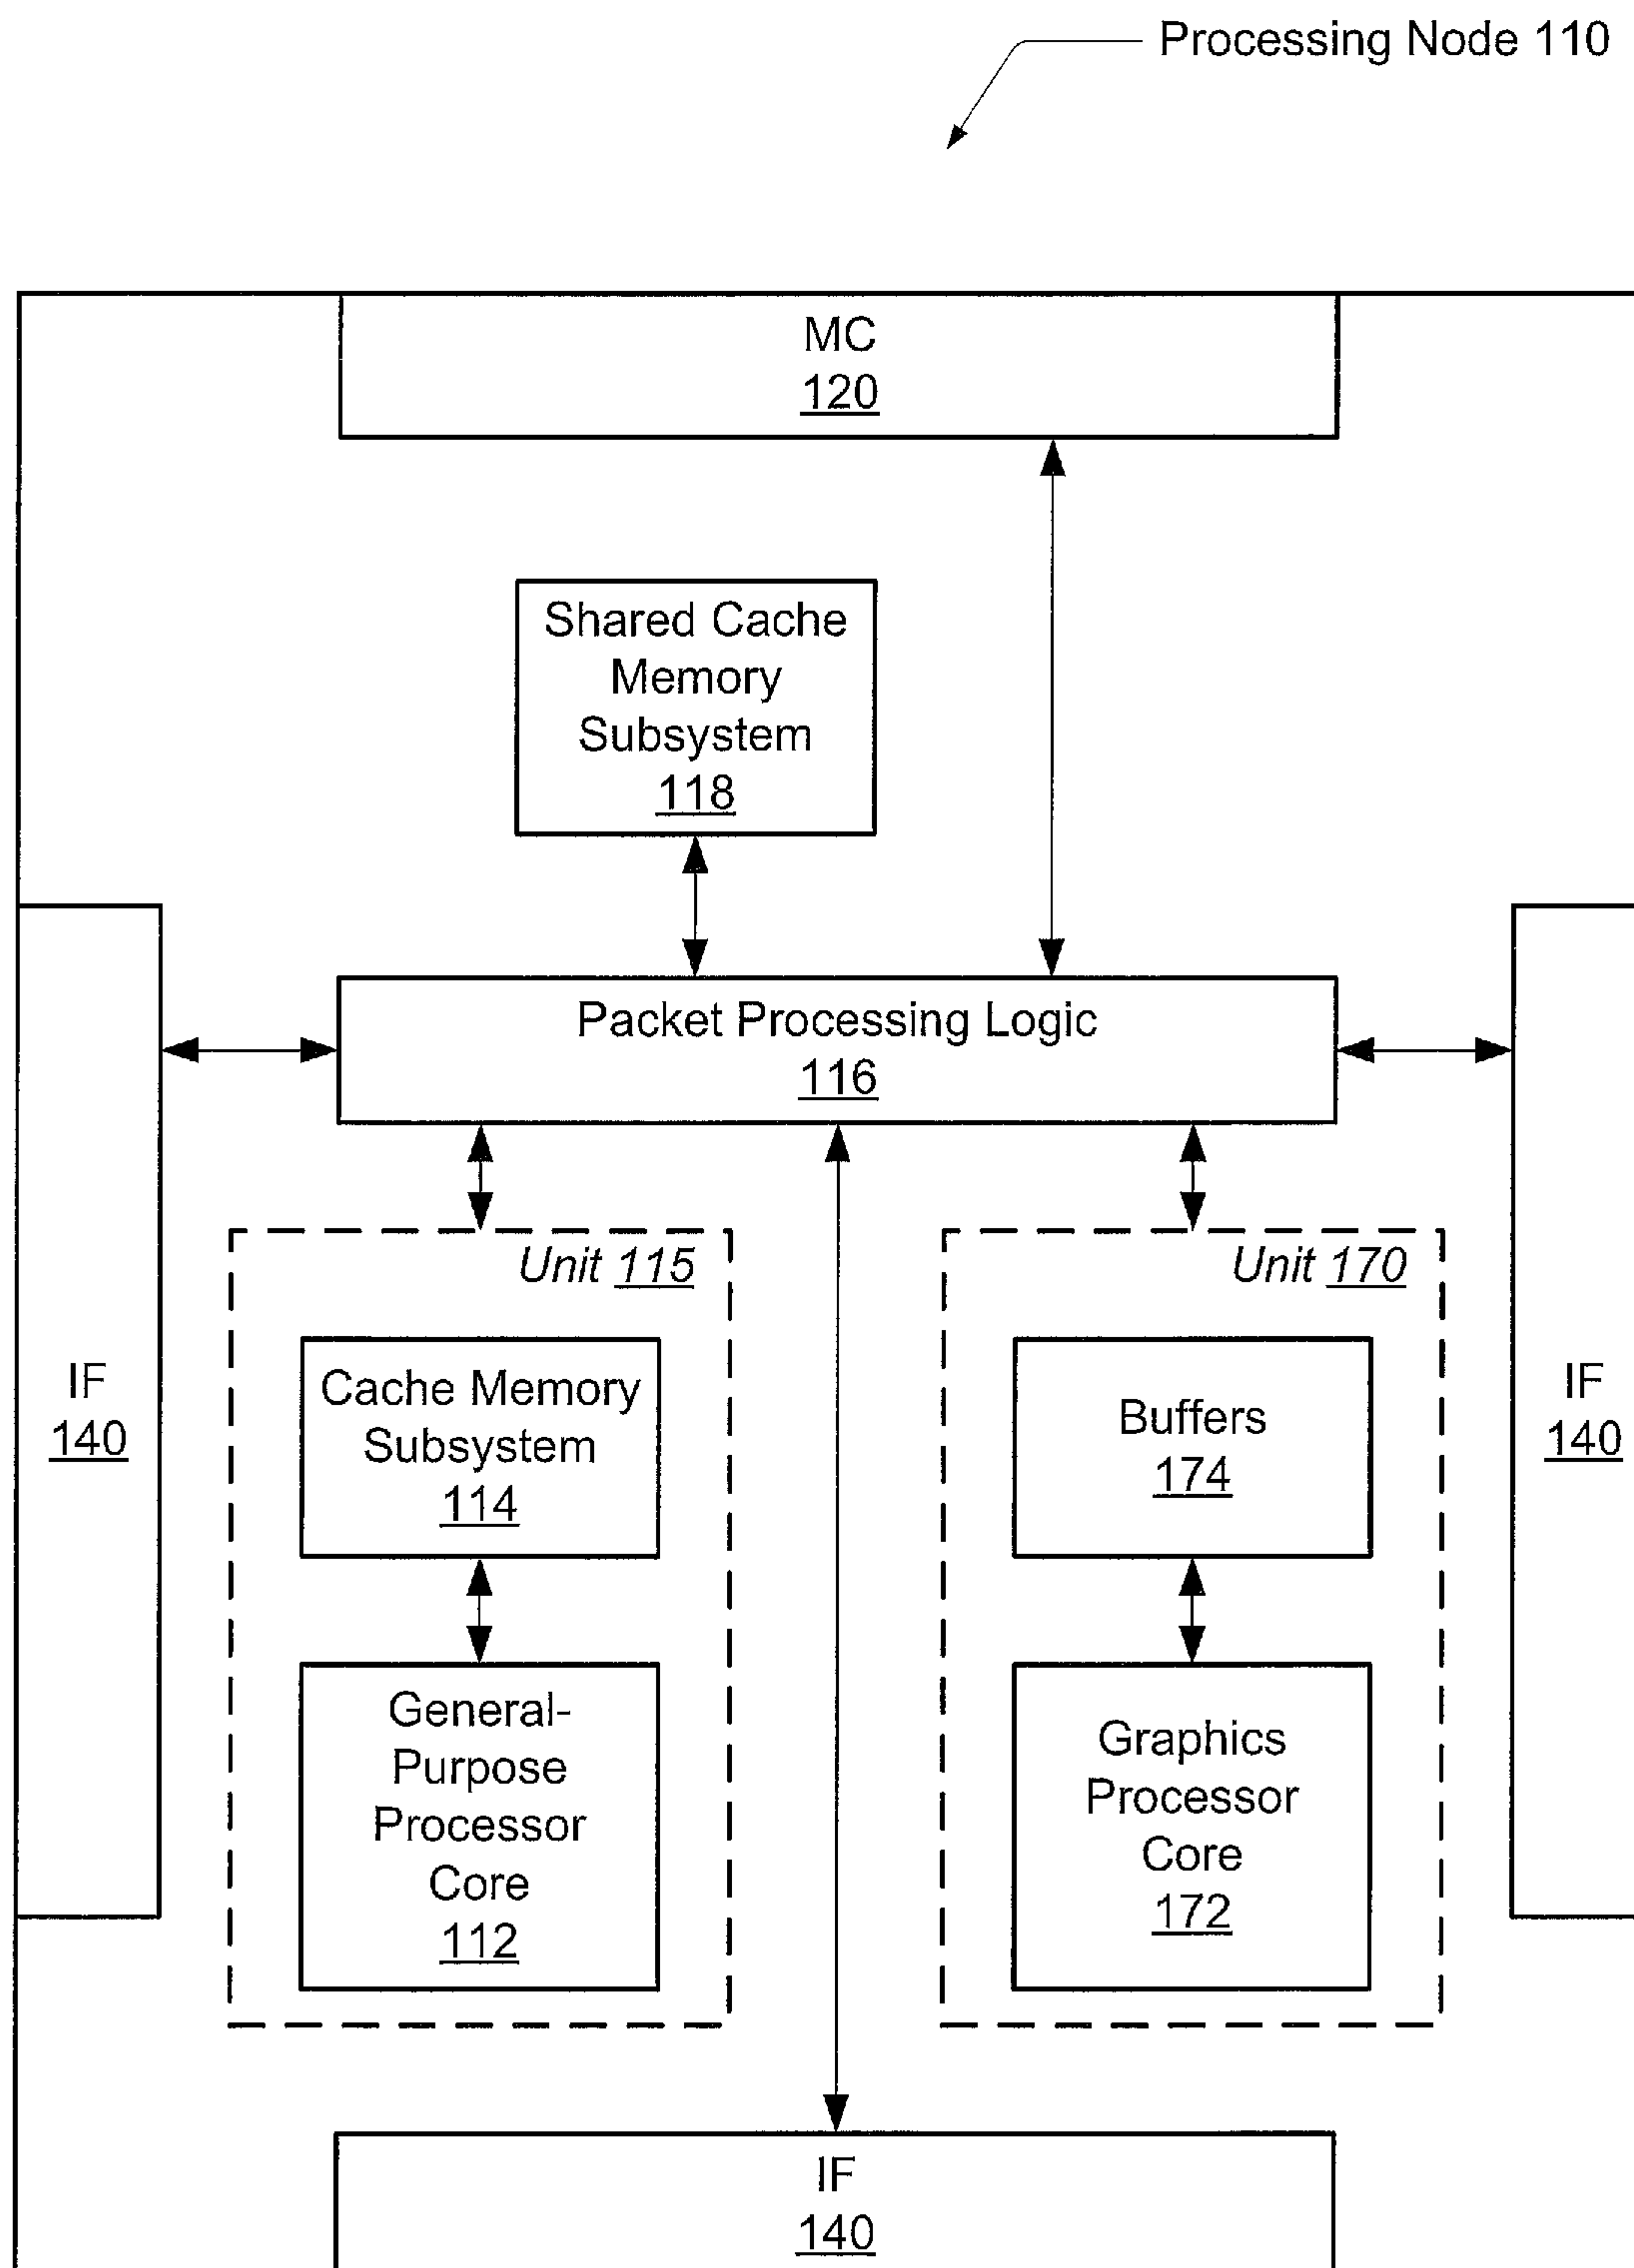 Processing Node 110
MC
120
Shared Cache
Memory
Subsystem
118
Packet Processing Logic
116
Unit 115
Cache Memory
Subsystem
114
General-
Purpose
Processor
Core
112
Unit 170
Buffers
174
Graphics
Processor
Core
172
IF
140
IF
140
IF
140